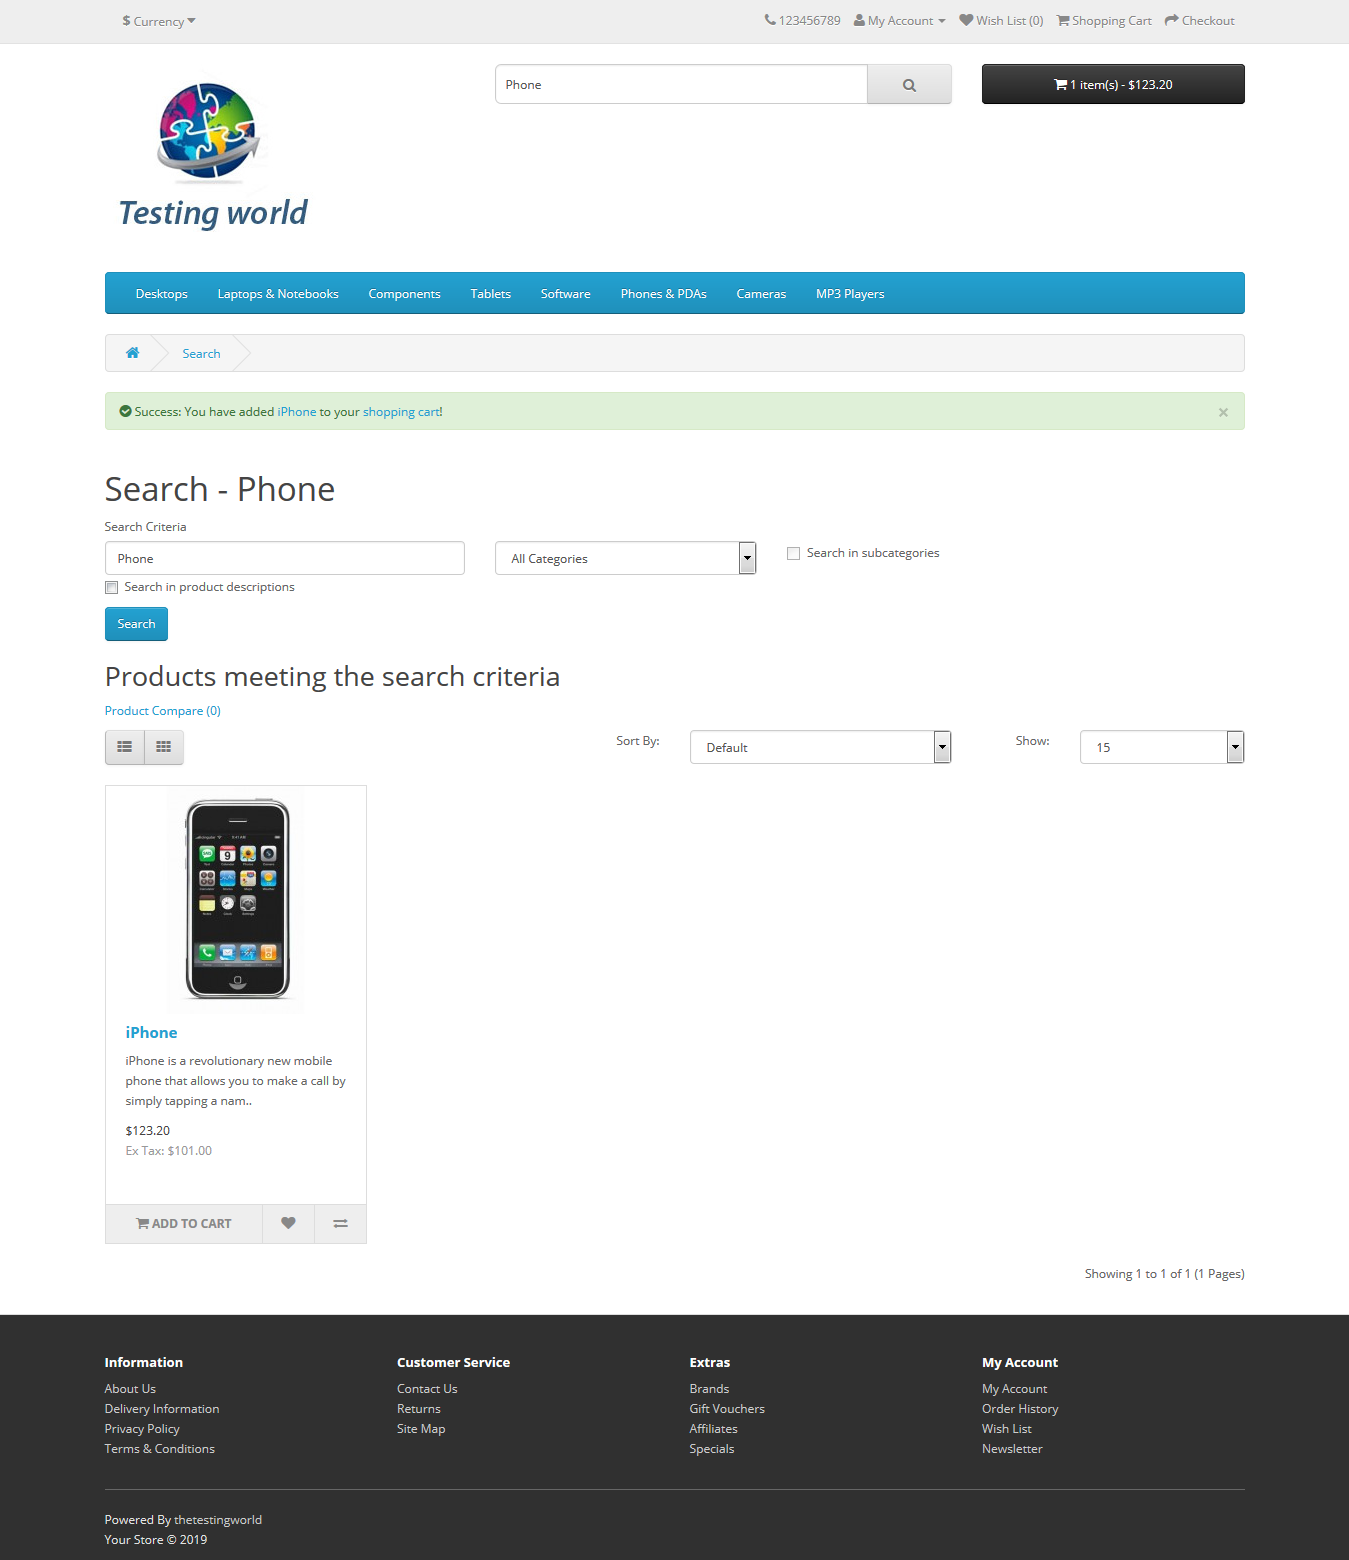 $ Currency
123456789 My Account Wish List (0) Shopping Cart Checkout
Phone
1 item(s) - $123.20
Testing world
Desktops Laptops & Notebooks Components Tablets Software Phones & PDAs Cameras MP3 Players
Search
Success: You have added iPhone to your shopping cart!
×
Search - Phone
Search Criteria
Phone
All Categories
Search in subcategories
Search in product descriptions
Search
Products meeting the search criteria
Product Compare (0)
Sort By:
Default
Show:
15
iPhone
iPhone is a revolutionary new mobile
phone that allows you to make a call by
simply tapping a nam..
$123.20
Ex Tax: $101.00
ADD TO CART
Showing 1 to 1 of 1 (1 Pages)
Information
About Us
Delivery Information
Privacy Policy
Terms & Conditions
Customer Service
Contact Us
Returns
Site Map
Extras
Brands
Gift Vouchers
Affiliates
Specials
My Account
My Account
Order History
Wish List
Newsletter
Powered By thetestingworld
Your Store © 2019